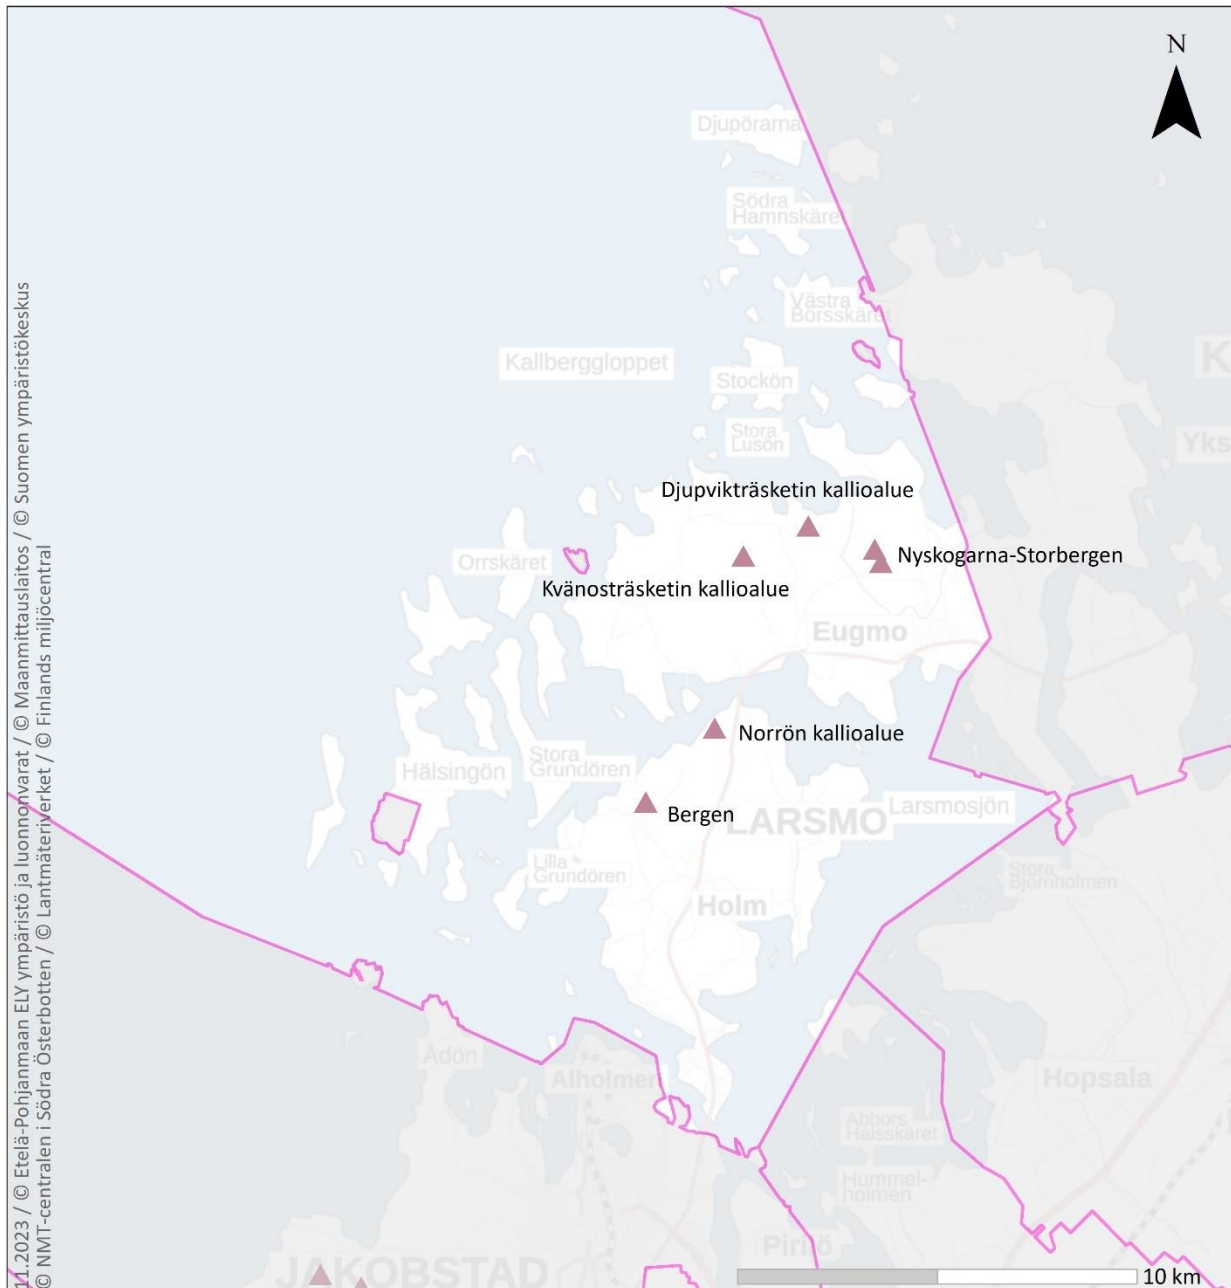 N
Djupörarna
Södra
Hamnskäret
Västra
Börsskäret
Kallberggloppet
K
Stockön
Stora
Lusön
Yks
Djupvikträsketin kallioalue
Orrskäret
Nyskogarna-Storbergen
Kvänosträsketin kallioalue
Eugmo
Norrön kallioalue
Stora
Grundören
Hälsingön
Bergen
LARSMO
Larsmosjön
Lilla
Grundören
Stora
Björnholmen
Holm
Ådön
Alholmen
Hopsala
Abbors
Halsskäret
Hummel-
holmen
Pirilö
JAKOBSTAD
10 km
11.2023 / © Etelä-Pohjanmaan ELY ympäristö ja luonnonvarat / © Maanmittauslaitos / © Suomen ympäristökeskus
© NMT-centralen i Södra Österbotten / © Lantmäteriverket / © Finlands miljöcentral